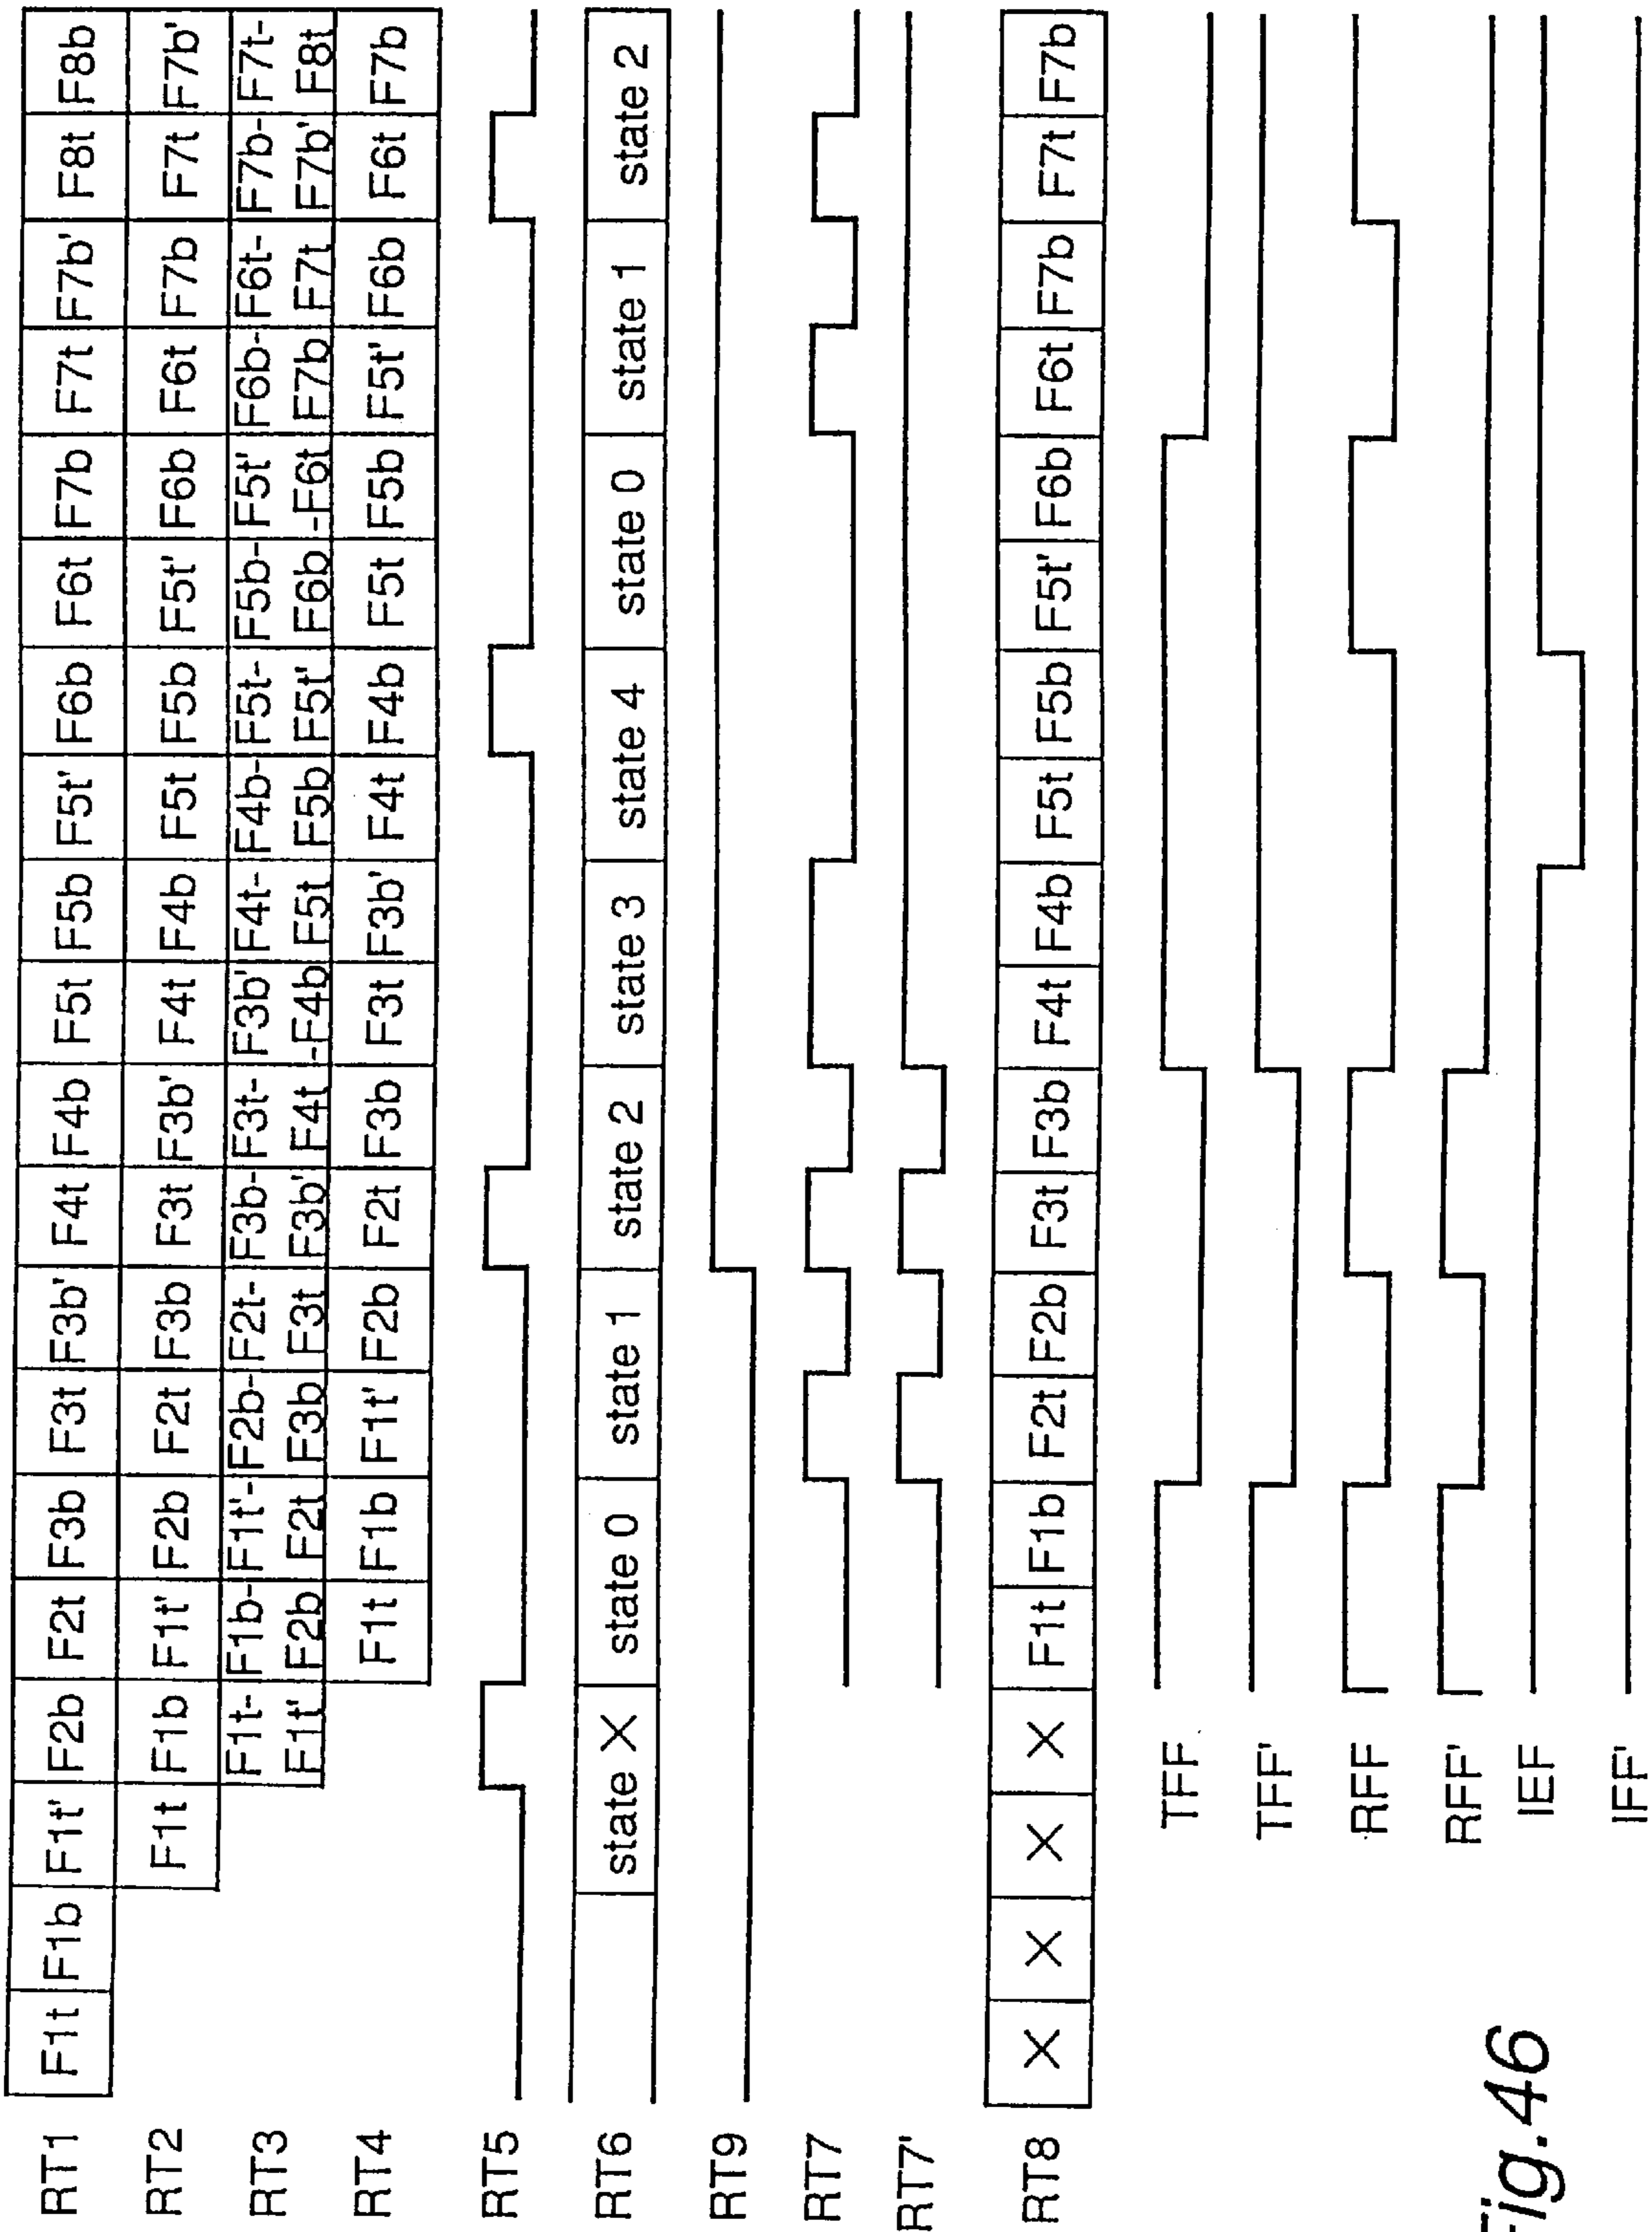 RT1 F1t F1b F1t' F2b F2t F3b F3t F3b' F4t F4b F5t F5b F5t' F6b F6t F7b F7t F7b' F8t F8b
RT2 F1t F1b F1t' F2b F2t F3b F3t F3b' F4t F4b F5t F5b F5t' F6b F6t F7b F7t F7b'
RT3 F1t- F1b- F1t'- F2b- F2t- F3b- F3t- F3b' F4t- F4b- F5t- F5b- F5t' F6b- F6t- F7b- F7t-
F1t' F2b F2t F3b F3t F3b' F4t -F4b F5t F5b F5t' F6b -F6t F7b F7t F7b' F8t
RT4 F1t F1b F1t' F2b F2t F3b F3t F3b' F4t F4b F5t F5b F5t' F6b F6t F7b
RT5
RT6 state X state 0 state 1 state 2 state 3 state 4 state 0 state 1 state 2
RT9
RT7
RT7'
RT8 X X X X F1t F1b F2t F2b F3t F3b F4t F4b F5t F5b F5t' F6b F6t F7b F7t F7b
TFF
TFF'
RFF
RFF'
IEF
IFF'
Fig.46